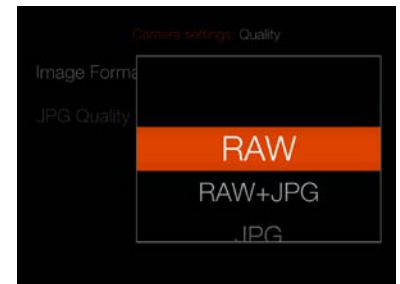 Camera settings: Quality
Image Forma
JPG Quality
RAW
RAW+JPG
JPG